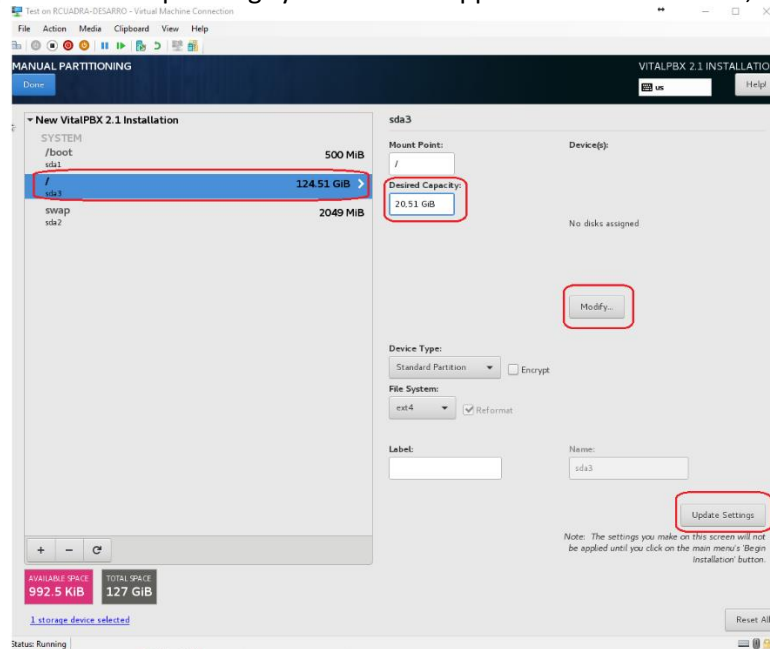 Test on RCUADRA-DESARRO - Virtual Machine Connection
File Action Media Clipboard View Help
MANUAL PARTITIONING
VITALPBX 2.1 INSTALLATIO
Done
us
Help!
New VitalPBX 2.1 Installation
SYSTEM
/boot
500 MiB
sda1
/
124.51 GiB
sda3
swap
2049 MiB
sda2
sda3
Mount Point:
Device(s):
/
Desired Capacity:
20,51 GiB
No disks assigned
Modify...
Device Type:
Standard Partition
Encrypt
File System:
ext4
Reformat
Label:
Name:
sda3
Update Settings
Note: The settings you make on this screen will not
be applied until you click on the main menu's 'Begin
Installation' button.
+ −
AVAILABLE SPACE
992.5 KiB
TOTAL SPACE
127 GiB
1 storage device selected
Reset All
Status: Running